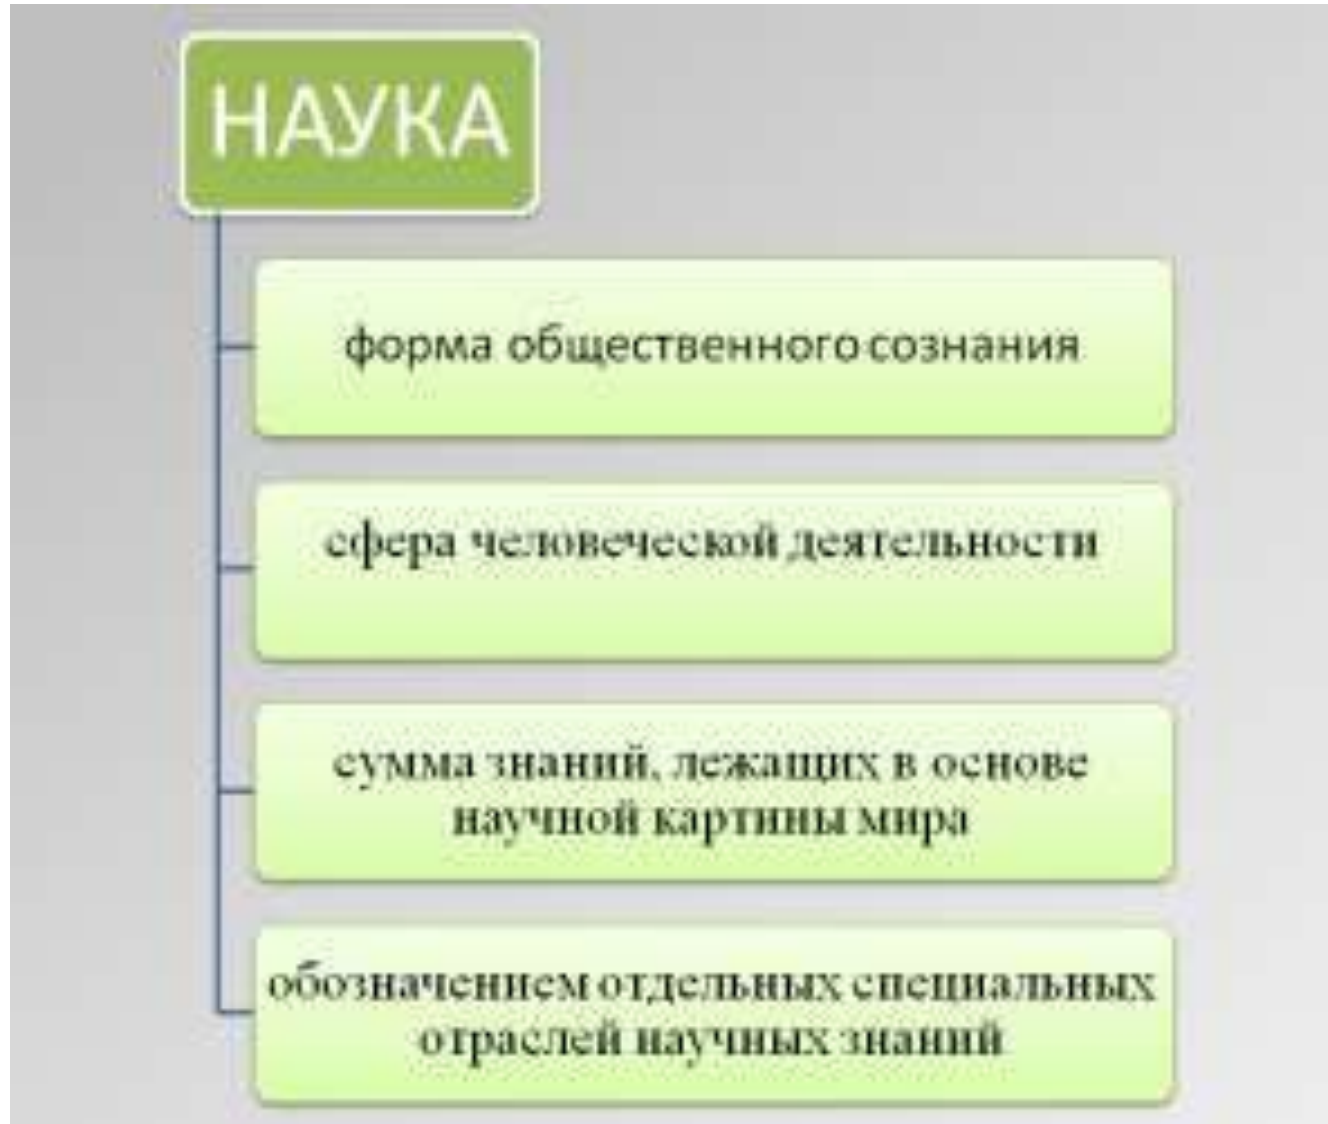 НАУКА
форма общественного сознания
сфера человеческой деятельности
сумма знаний, лежащих в основе
научной картины мира
обозначением отдельных специальных
отраслей научных знаний